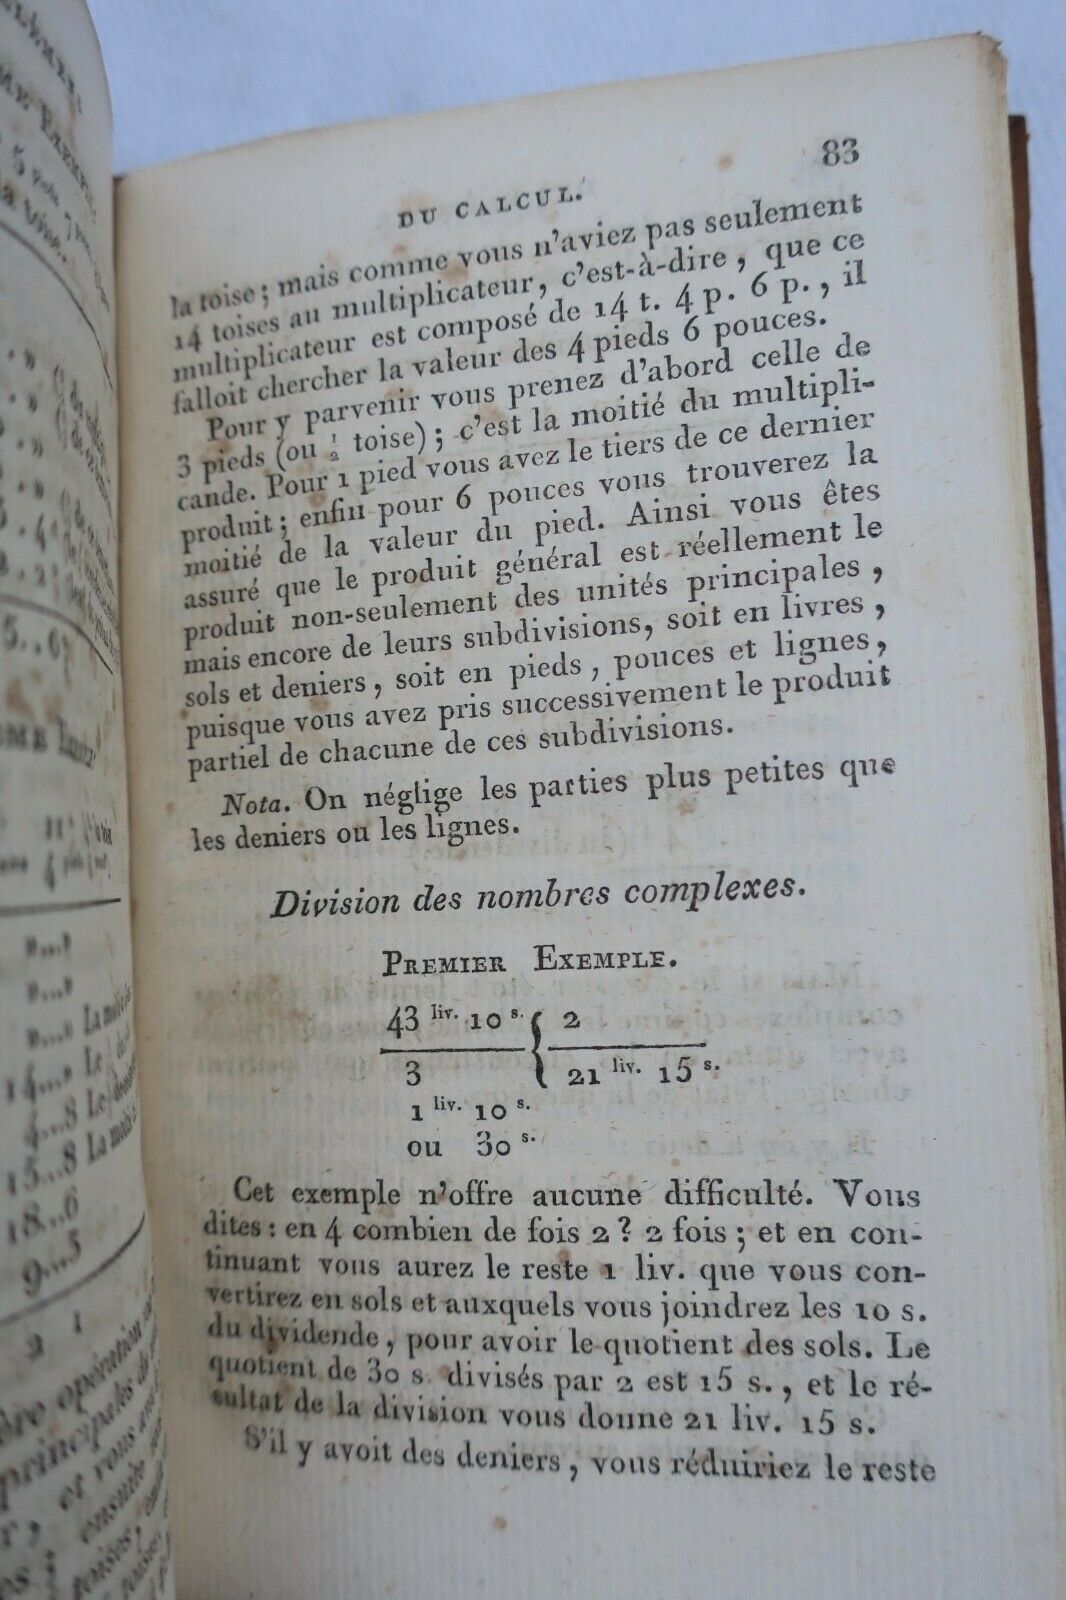 83
DU CALCUL.
la toise ; mais comme vous n'aviez pas seulement
14 toises au multiplicateur, c'est-à-dire, que ce
multiplicateur est composé de 14 t. 4 p. 6 p., il
falloit chercher la valeur des 4 pieds 6 pouces.
Pour y parvenir vous prenez d'abord celle de
3 pieds (ou 1/2 toise) ; c'est la moitié du multipli-
cande. Pour 1 pied vous avez le tiers de ce dernier
produit ; enfin pour 6 pouces vous trouverez la
moitié de la valeur du pied. Ainsi vous êtes
assuré que le produit général est réellement le
produit non-seulement des unités principales,
mais encore de leurs subdivisions, soit en livres,
sols et deniers, soit en pieds, pouces et lignes,
puisque vous avez pris successivement le produit
partiel de chacune de ces subdivisions.
Nota. On néglige les parties plus petites que
les deniers ou les lignes.
Division des nombres complexes.
PREMIER EXEMPLE.
43 liv. 10 s. { 2
3 21 liv. 15 s.
1 liv. 10 s.
ou 30 s.
Cet exemple n'offre aucune difficulté. Vous
dites : en 4 combien de fois 2 ? 2 fois ; et en con-
tinuant vous aurez le reste 1 liv. que vous con-
vertirez en sols et auxquels vous joindrez les 10 s.
du dividende, pour avoir le quotient des sols. Le
quotient de 30 s. divisés par 2 est 15 s., et le ré-
sultat de la division vous donne 21 liv. 15 s.
S'il y avoit des deniers, vous réduiriez le reste
14...
4...8
15...8 La moitié
18...6
9...5